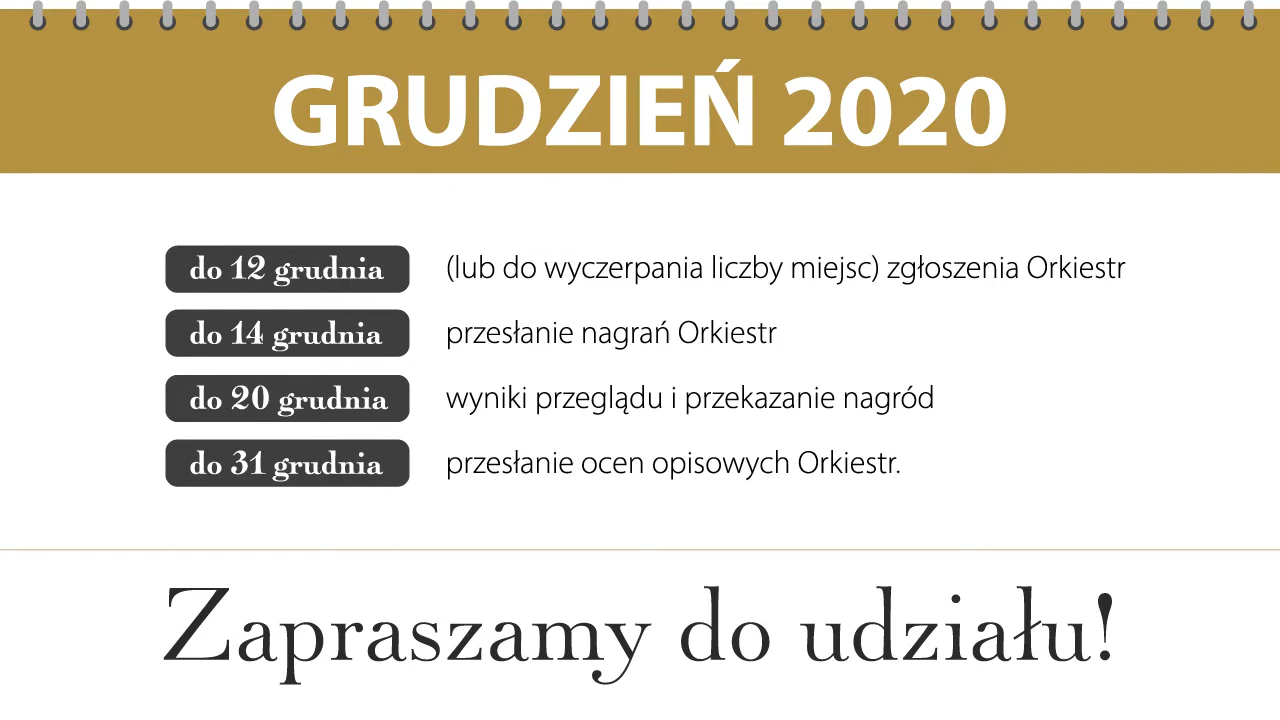 GRUDZIEŃ 2020
do 12 grudnia (lub do wyczerpania liczby miejsc) zgłoszenia Orkiestr
do 14 grudnia przesłanie nagrań Orkiestr
do 20 grudnia wyniki przeglądu i przekazanie nagród
do 31 grudnia przesłanie ocen opisowych Orkiestr.
Zapraszamy do udziału!